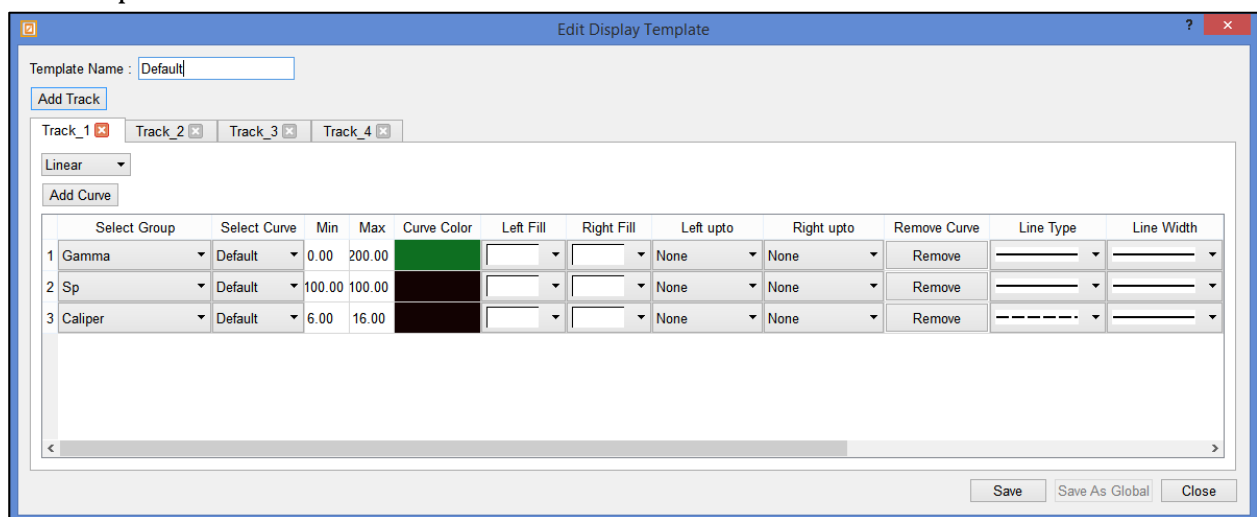 Edit Display Template ?
Template Name : Default
Add Track
Track_1 Track_2 Track_3 Track_4
Linear
Add Curve
Select Group Select Curve Min Max Curve Color Left Fill Right Fill Left upto Right upto Remove Curve Line Type Line Width
1 Gamma Default 0.00 200.00 None None Remove
2 Sp Default 100.00 100.00 None None Remove
3 Caliper Default 6.00 16.00 None None Remove
Save Save As Global Close